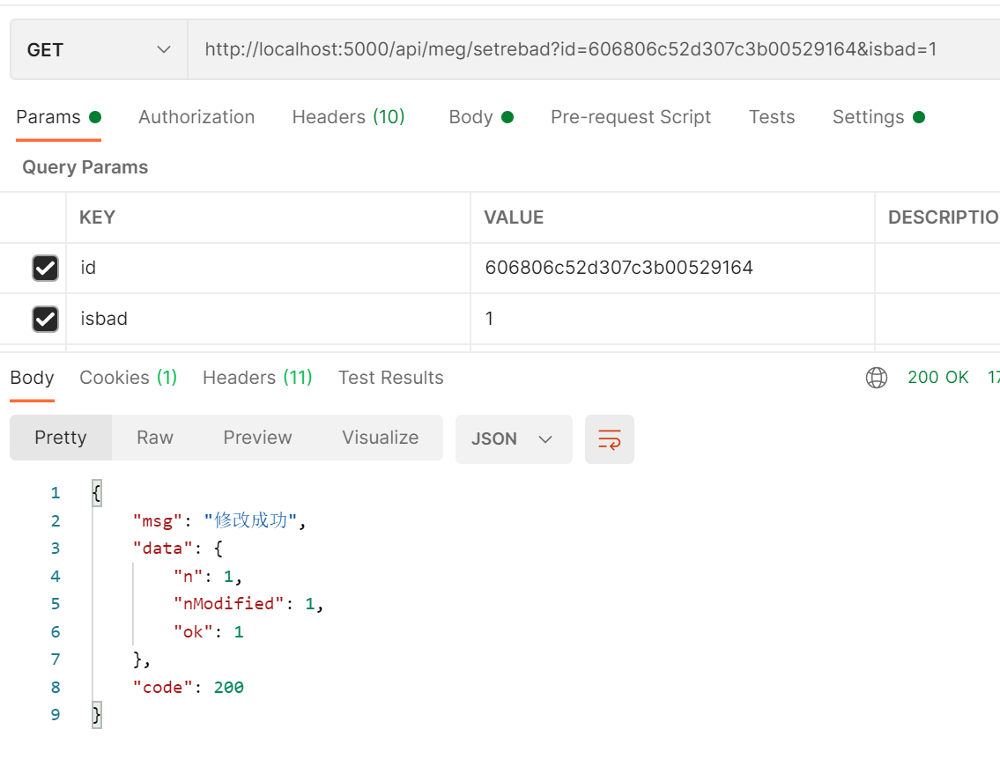 GET http://localhost:5000/api/meg/setrebad?id=606806c52d307c3b00529164&isbad=1
Params Authorization Headers (10) Body Pre-request Script Tests Settings
Query Params
KEY VALUE DESCRIPTIO
id 606806c52d307c3b00529164
isbad 1
Body Cookies (1) Headers (11) Test Results 200 OK 17
Pretty Raw Preview Visualize JSON
1 {
2 "msg": "修改成功",
3 "data": {
4 "n": 1,
5 "nModified": 1,
6 "ok": 1
7 },
8 "code": 200
9 }